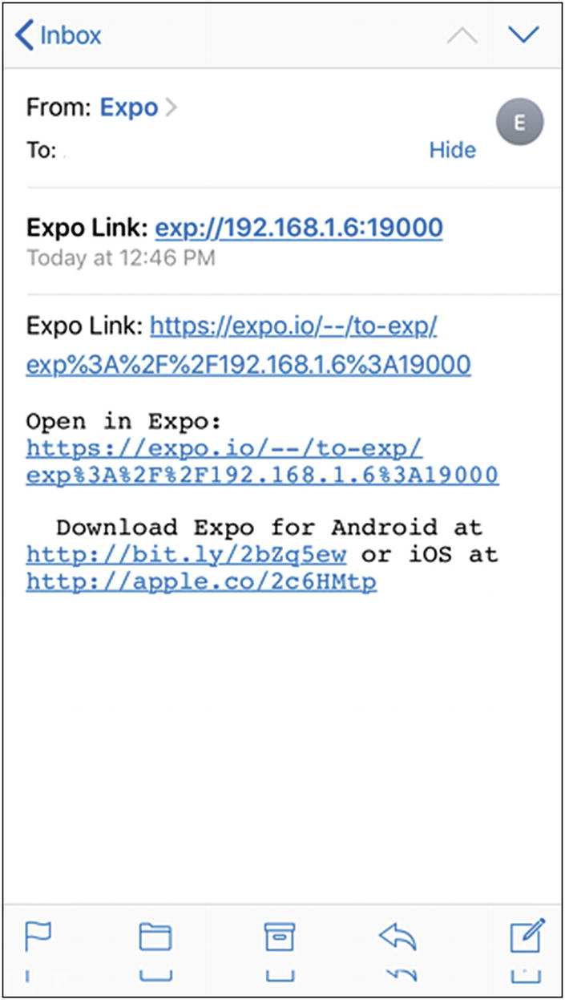 Inbox
From: Expo
E
To:
Hide
Expo Link: exp://192.168.1.6:19000
Today at 12:46 PM
Expo Link: https://expo.io/--/to-exp/
exp%3A%2F%2F192.168.1.6%3A19000
Open in Expo:
https://expo.io/--/to-exp/
exp%3A%2F%2F192.168.1.6%3A19000
Download Expo for Android at
http://bit.ly/2bZq5ew or iOS at
http://apple.co/2c6HMtp